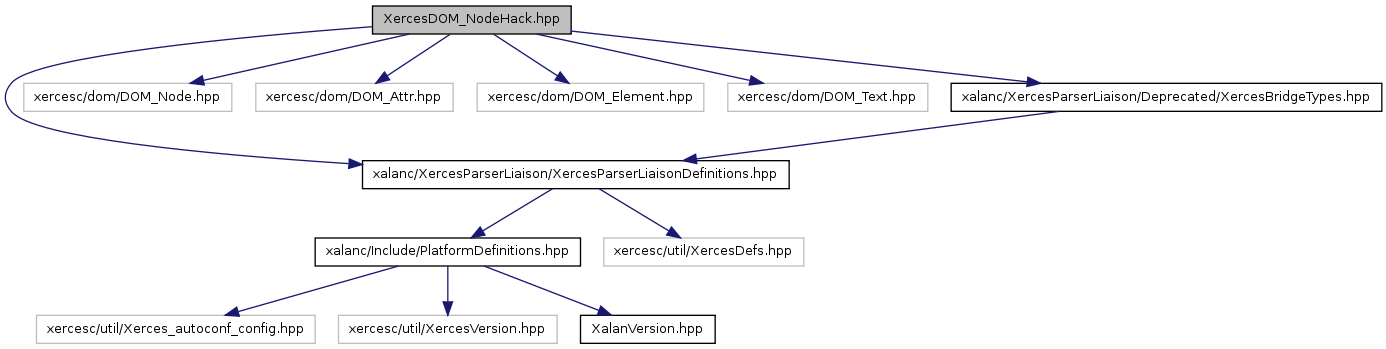 XercesDOM_NodeHack.hpp
xercesc/dom/DOM_Node.hpp
xercesc/dom/DOM_Attr.hpp
xercesc/dom/DOM_Element.hpp
xercesc/dom/DOM_Text.hpp
xalanc/XercesParserLiaison/Deprecated/XercesBridgeTypes.hpp
xalanc/XercesParserLiaison/XercesParserLiaisonDefinitions.hpp
xalanc/Include/PlatformDefinitions.hpp
xercesc/util/XercesDefs.hpp
xercesc/util/Xerces_autoconf_config.hpp
xercesc/util/XercesVersion.hpp
XalanVersion.hpp